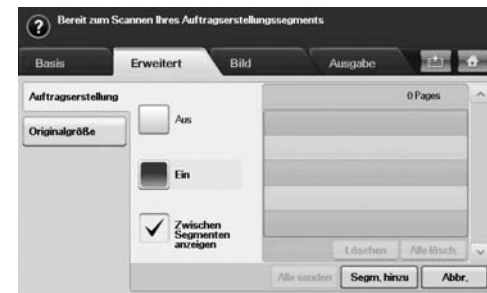 Bereit zum Scannen Ihres Auftragserstellungssegments
Basis
Erweitert
Bild
Ausgabe
Auftragserstellung
Originalgröße
Aus
Ein
Zwischen
Segmenten
anzeigen
0 Pages
Löschen
Alle lösch.
Alle senden
Segm, hinzu
Abbr.